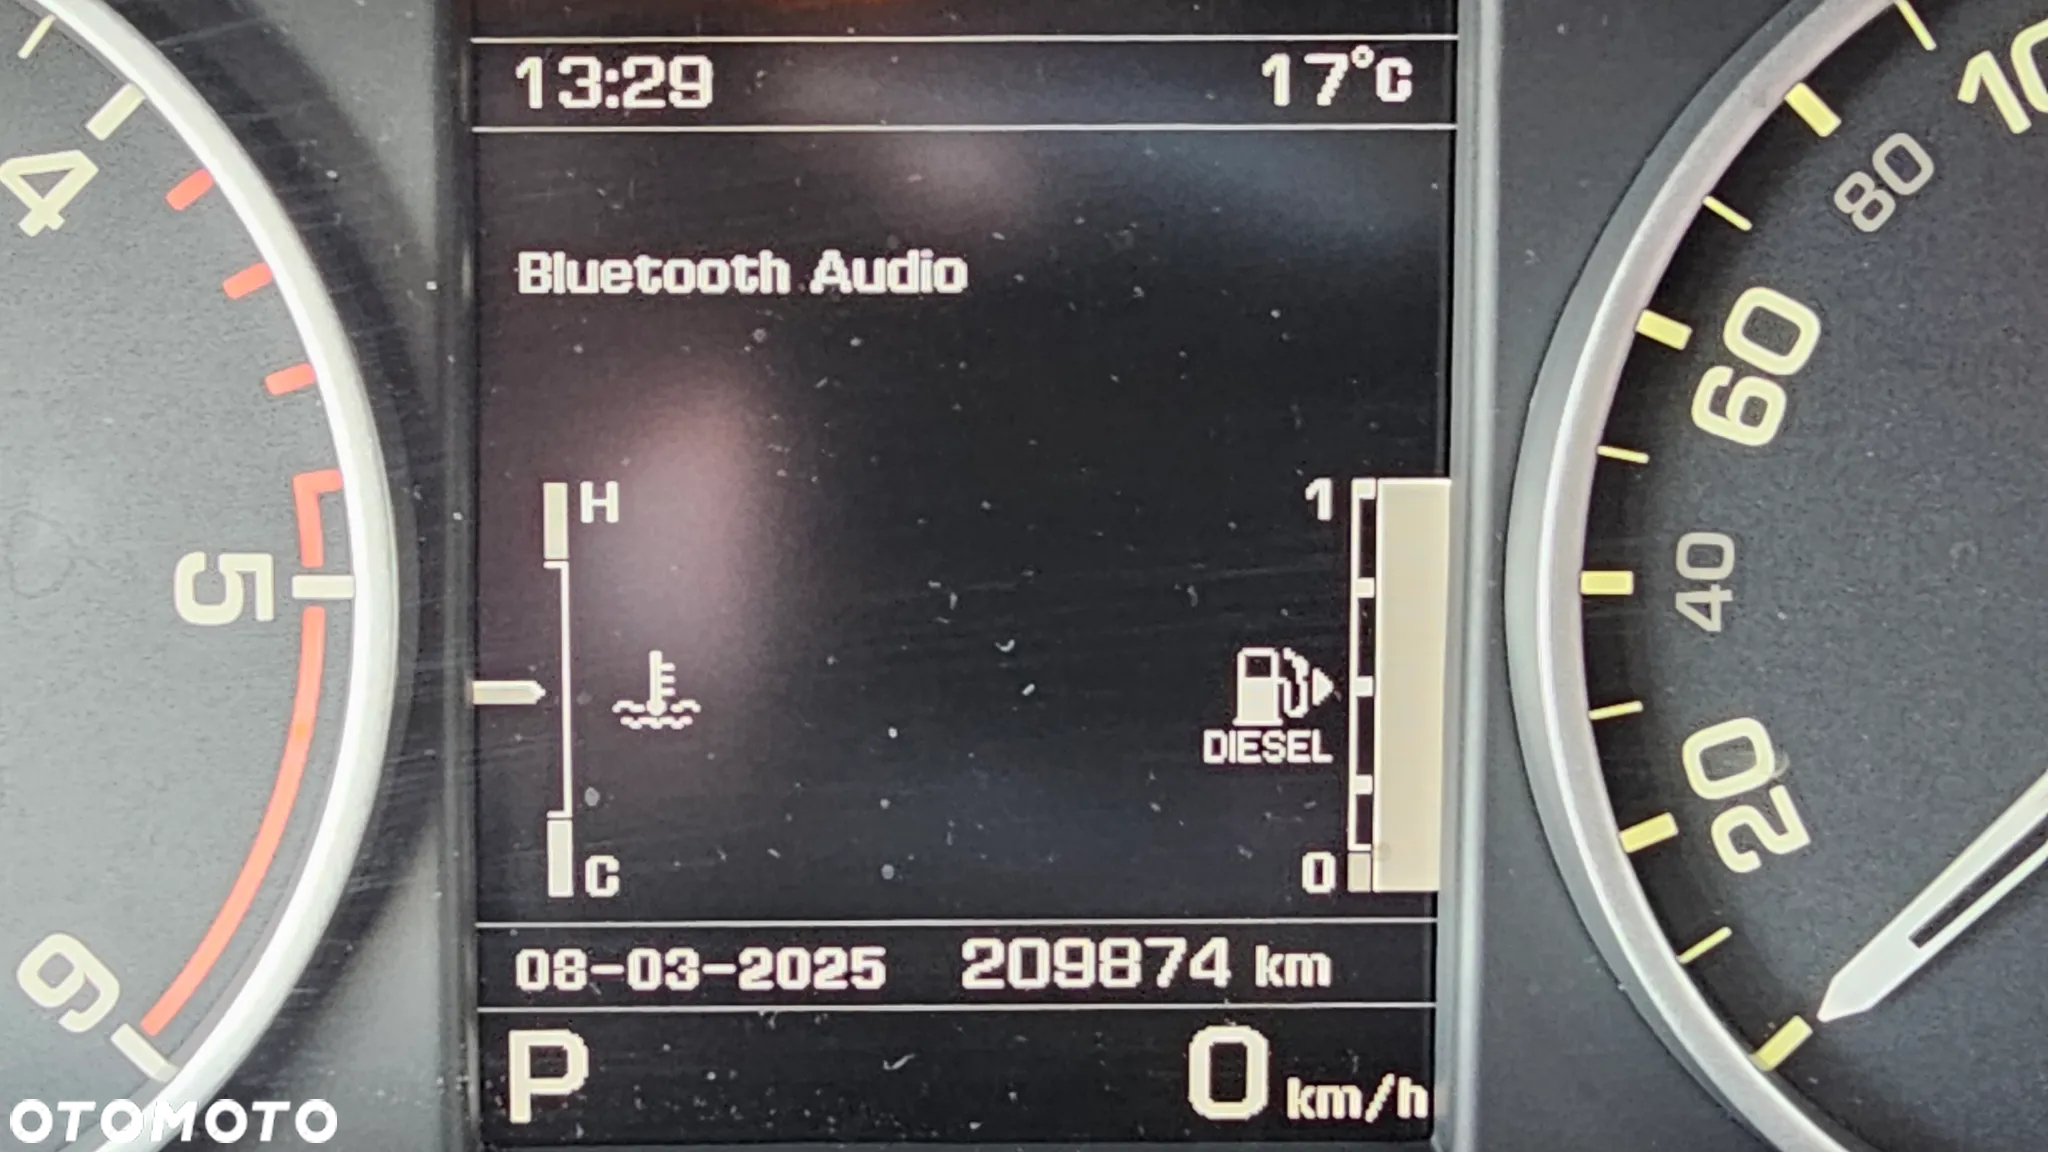 13:29 17°C
Bluetooth Audio
H 1
DIESEL
C 0
08-03-2025 209874 km
P 0 km/h
4
5
6
10
80
60
40
20
OTOMOTO